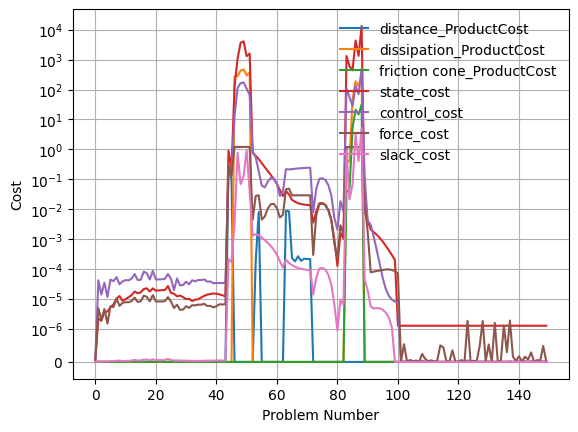 distance_ProductCost
dissipation_ProductCost
friction cone_ProductCost
state_cost
control_cost
force_cost
slack_cost
Cost
10⁴
10³
10²
10¹
10⁰
10⁻¹
10⁻²
10⁻³
10⁻⁴
10⁻⁵
10⁻⁶
0
0 20 40 60 80 100 120 140
Problem Number